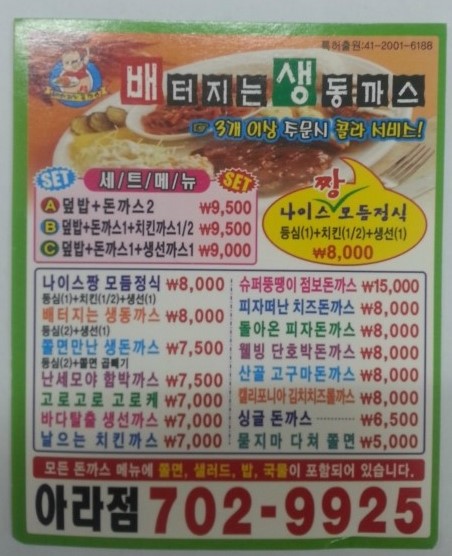 특허출원:41-2001-6188
배터지는 생동까스
☞ 3개 이상 주문시 콜라 서비스!
SET 세/트/메/뉴 SET
A 덮밥+돈까스2 ₩9,500
B 덮밥+돈까스1+치킨까스1/2 ₩9,500
C 덮밥+돈까스1+생선까스1 ₩9,000
짱
나이스 모듬정식
등심(1)+치킨(1/2)+생선(1)
₩8,000
나이스짱 모듬정식 ₩8,000
등심(1)+치킨(1/2)+생선(1)
배터지는 생동까스 ₩8,000
등심(2)+생선(1)
쫄면만난 생돈까스 ₩7,500
등심(2)+쫄면 곱빼기
난세모야 함박까스 ₩7,500
고로고로 고로케 ₩7,000
바다탈출 생선까스 ₩7,000
날으는 치킨까스 ₩7,000
슈퍼뚱땡이 점보돈까스 ₩15,000
피자떠난 치즈돈까스 ₩8,000
돌아온 피자돈까스 ₩8,000
웰빙 단호박돈까스 ₩8,000
산골 고구마돈까스 ₩8,000
캘리포니아 김치치즈롤까스 ₩8,000
싱글 돈까스 ₩6,500
묻지마 다쳐 쫄면 ₩5,000
모든 돈까스 메뉴에 쫄면, 샐러드, 밥, 국물이 포함되어 있습니다.
아라점 702-9925